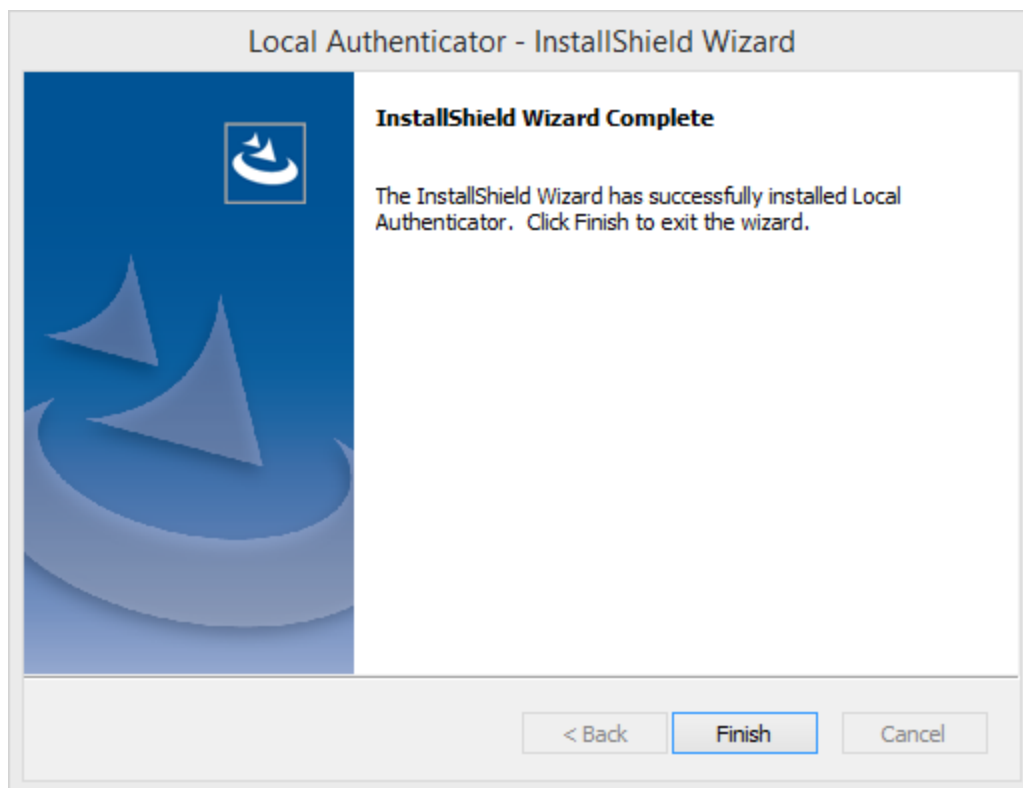 Local Authenticator - InstallShield Wizard
InstallShield Wizard Complete
The InstallShield Wizard has successfully installed Local
Authenticator. Click Finish to exit the wizard.
< Back
Finish
Cancel